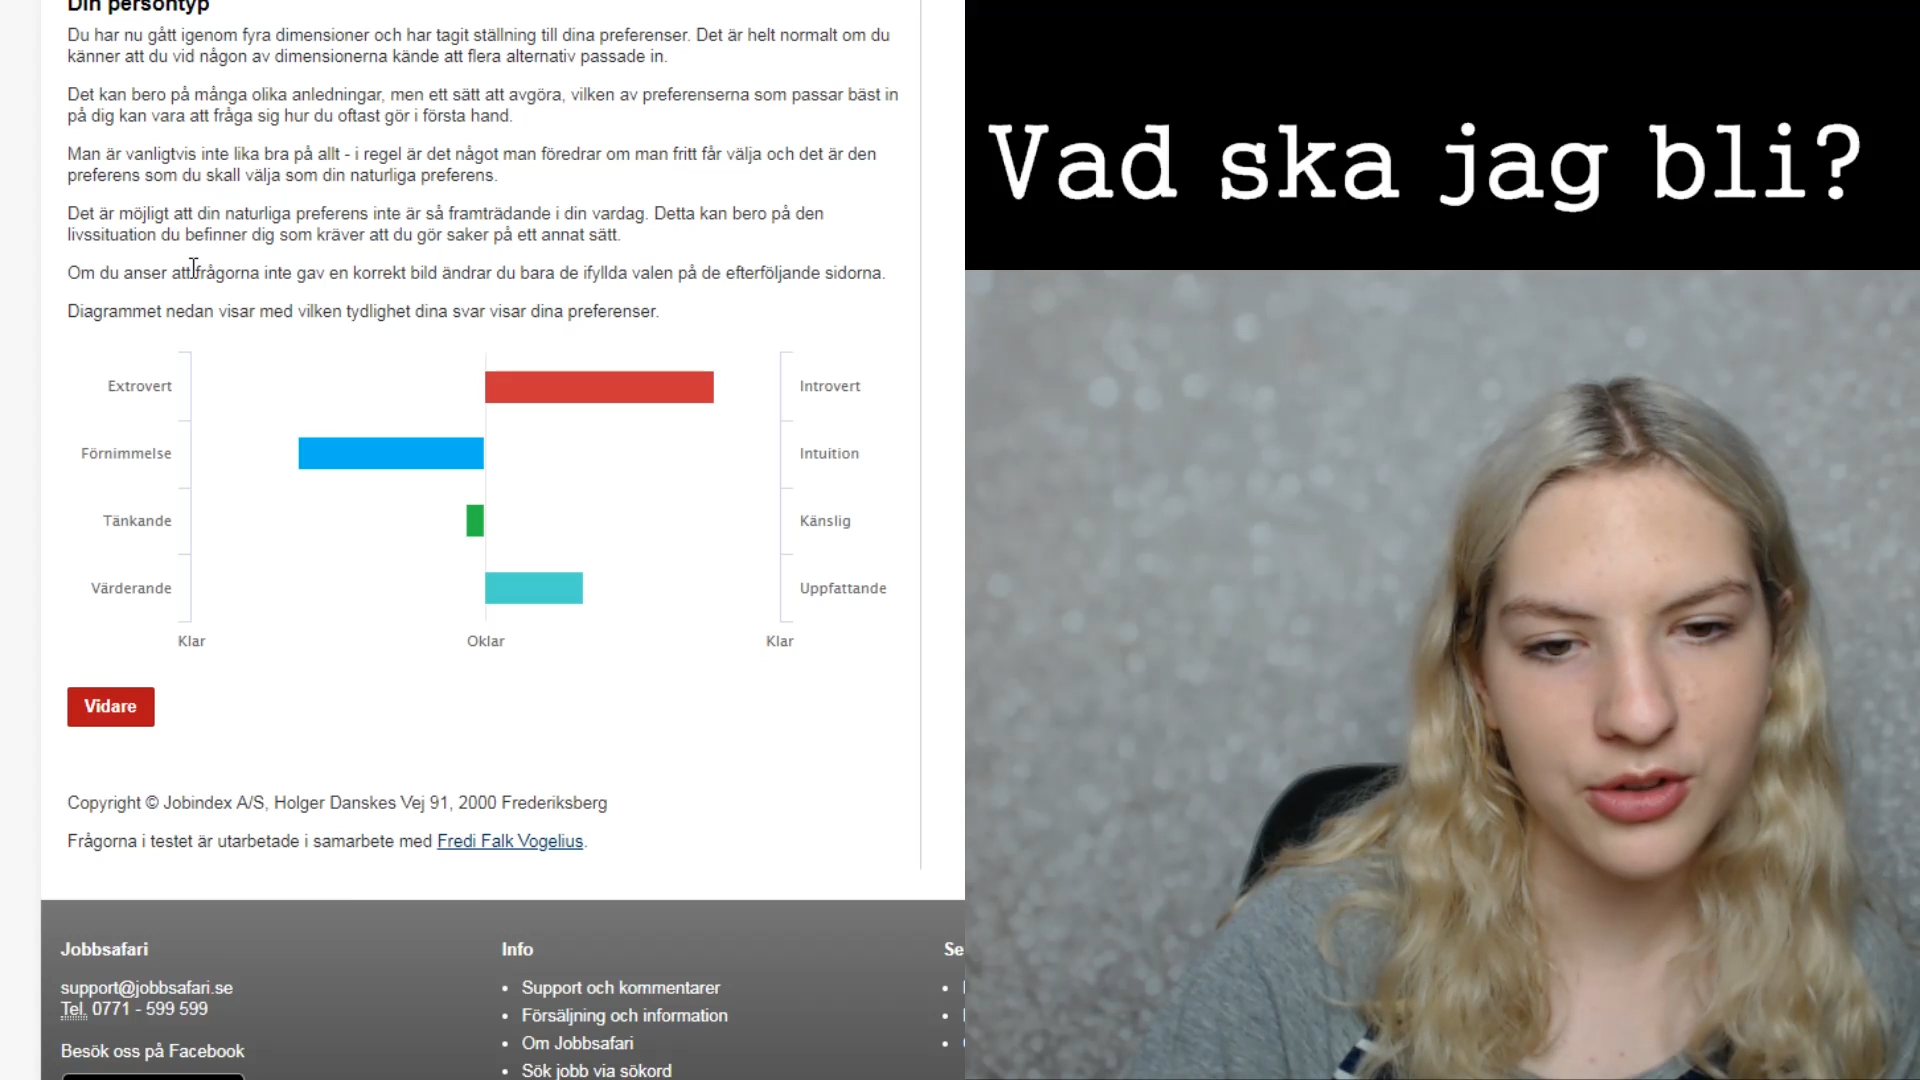 Din persontyp
Du har nu gått igenom fyra dimensioner och har tagit ställning till dina preferenser. Det är helt normalt om du
känner att du vid någon av dimensionerna kände att flera alternativ passade in.
Det kan bero på många olika anledningar, men ett sätt att avgöra, vilken av preferenserna som passar bäst in
på dig kan vara att fråga sig hur du oftast gör i första hand.
Man är vanligtvis inte lika bra på allt - i regel är det något man föredrar om man fritt får välja och det är den
preferens som du skall välja som din naturliga preferens.
Det är möjligt att din naturliga preferens inte är så framträdande i din vardag. Detta kan bero på den
livssituation du befinner dig som kräver att du gör saker på ett annat sätt.
Om du anser att frågorna inte gav en korrekt bild ändrar du bara de ifyllda valen på de efterföljande sidorna.
Diagrammet nedan visar med vilken tydlighet dina svar visar dina preferenser.
Extrovert
Introvert
Förnimmelse
Intuition
Tänkande
Känslig
Värderande
Uppfattande
Klar
Oklar
Klar
Vidare
Copyright © Jobindex A/S, Holger Danskes Vej 91, 2000 Frederiksberg
Frågorna i testet är utarbetade i samarbete med Fredi Falk Vogelius.
Jobbsafari
support@jobbsafari.se
Tel. 0771 - 599 599
Besök oss på Facebook
Info
• Support och kommentarer
• Försäljning och information
• Om Jobbsafari
• Sök jobb via sökord
Vad ska jag bli?